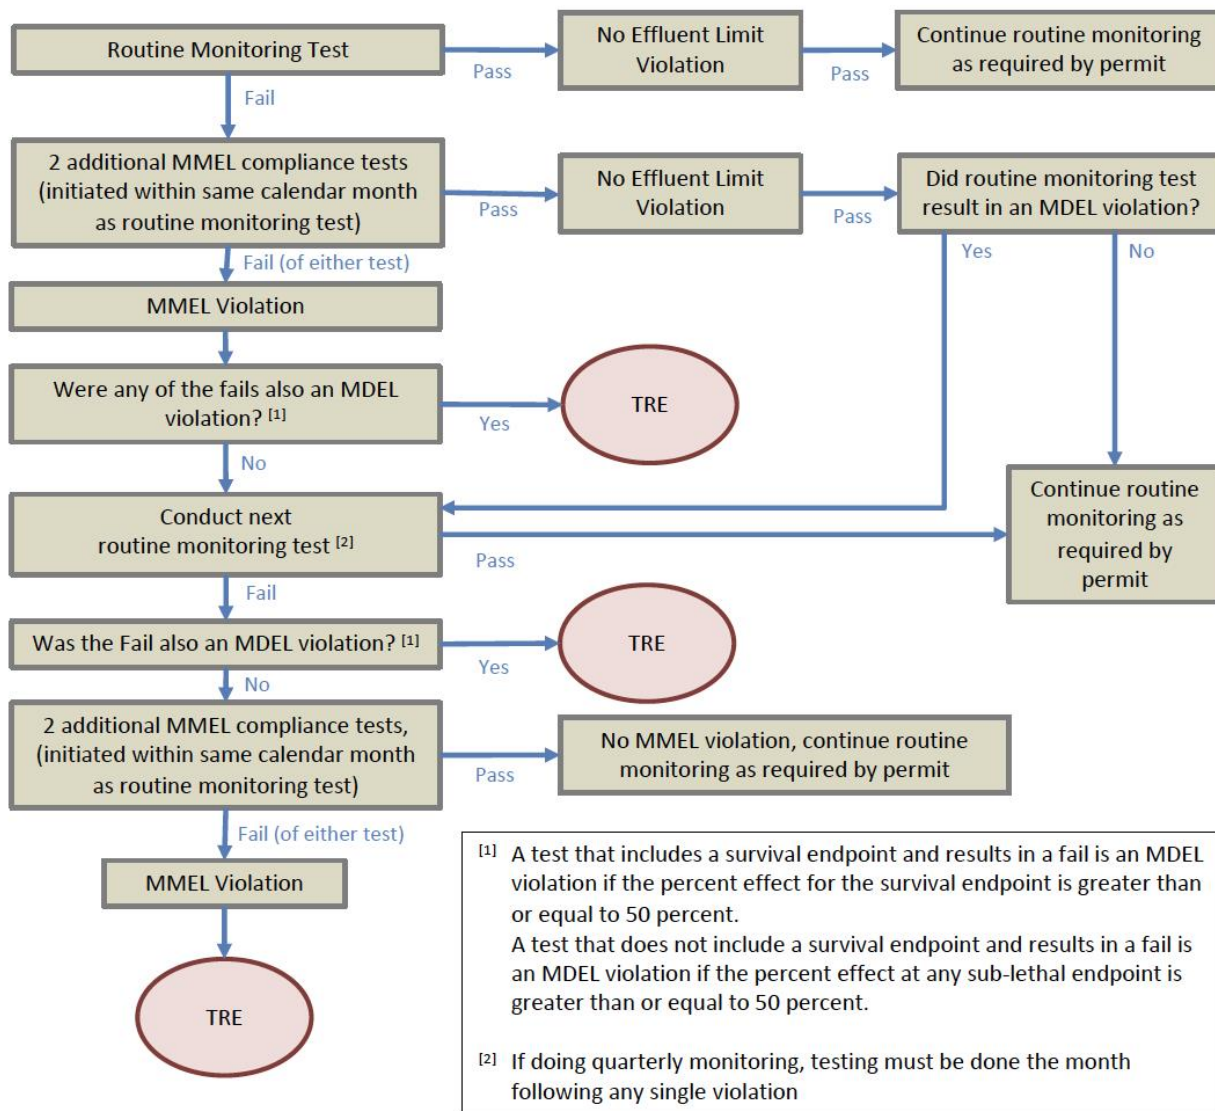 Routine Monitoring Test
Pass
No Effluent Limit
Violation
Pass
Continue routine monitoring
as required by permit
Fail
2 additional MMEL compliance tests
(initiated within same calendar month
as routine monitoring test)
Pass
No Effluent Limit
Violation
Pass
Did routine monitoring test
result in an MDEL violation?
Fail (of either test)
Yes
No
MMEL Violation
Were any of the fails also an MDEL
violation? [1]
Yes
TRE
No
Conduct next
routine monitoring test [2]
Pass
Continue routine
monitoring as
required by
permit
Fail
Was the Fail also an MDEL violation? [1]
Yes
TRE
No
2 additional MMEL compliance tests,
(initiated within same calendar month
as routine monitoring test)
Pass
No MMEL violation, continue routine
monitoring as required by permit
Fail (of either test)
MMEL Violation
TRE
[1] A test that includes a survival endpoint and results in a fail is an MDEL
violation if the percent effect for the survival endpoint is greater than
or equal to 50 percent.
A test that does not include a survival endpoint and results in a fail is
an MDEL violation if the percent effect at any sub-lethal endpoint is
greater than or equal to 50 percent.
[2] If doing quarterly monitoring, testing must be done the month
following any single violation